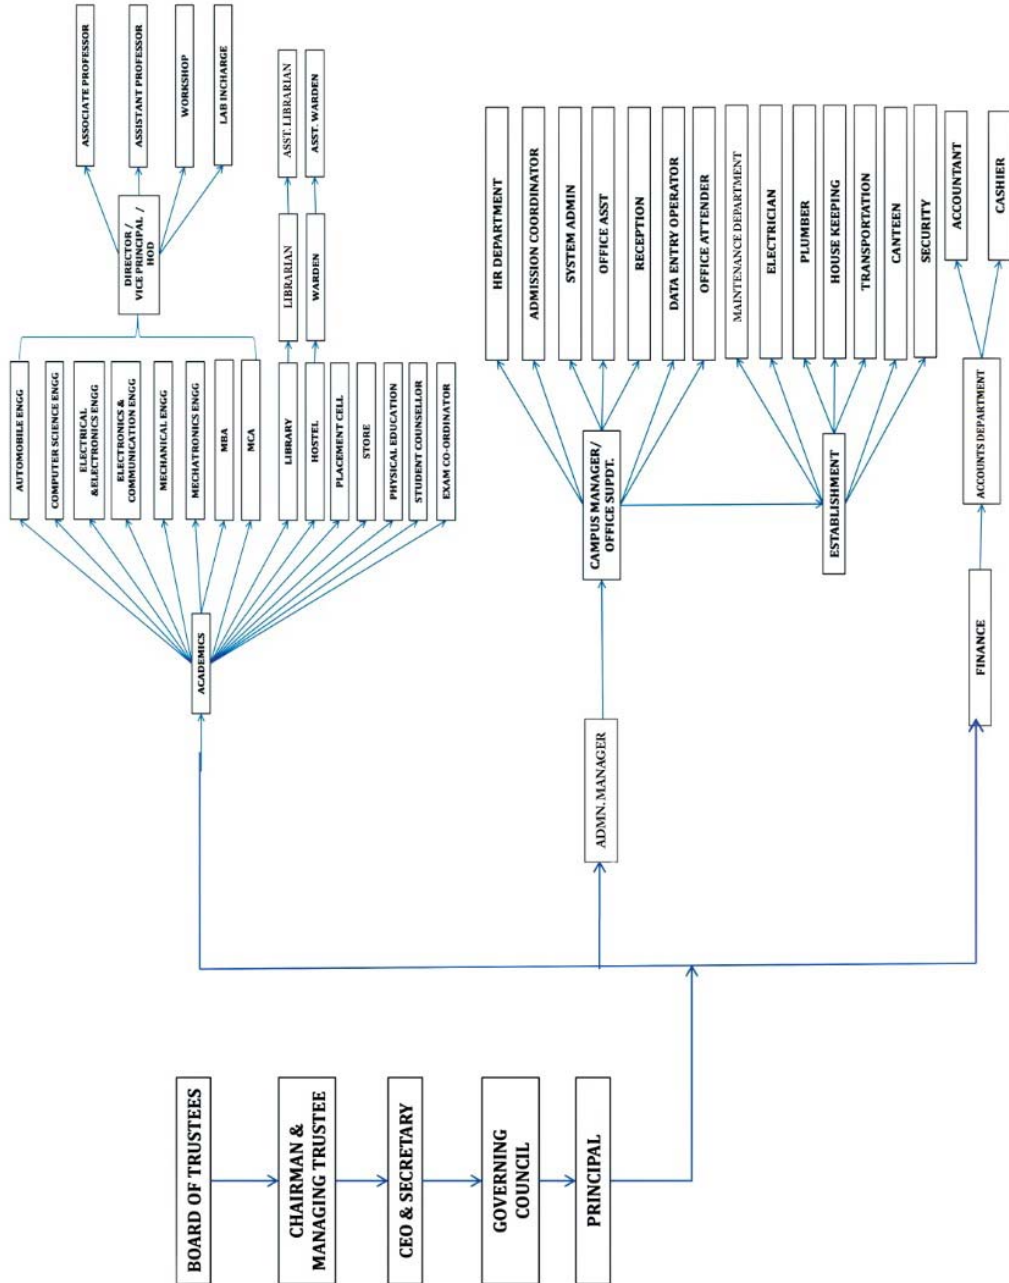 BOARD OF TRUSTEES
CHAIRMAN &
MANAGING TRUSTEE
CEO & SECRETARY
GOVERNING
COUNCIL
PRINCIPAL
ACADEMICS
AUTOMOBILE ENGG
COMPUTER SCIENCE ENGG
ELECTRICAL
&ELECTRONICS ENGG
ELECTRONICS &
COMMUNICATION ENGG
MECHANICAL ENGG
MECHATRONICS ENGG
MBA
MCA
LIBRARY
HOSTEL
PLACEMENT CELL
STORE
PHYSICAL EDUCATION
STUDENT COUNSELLOR
EXAM CO-ORDINATOR
DIRECTOR /
VICE PRINCIPAL /
HOD
ASSOCIATE PROFESSOR
ASSISTANT PROFESSOR
WORKSHOP
LAB INCHARGE
LIBRARIAN
ASST. LIBRARIAN
WARDEN
ASST. WARDEN
ADMN. MANAGER
CAMPUS MANAGER/
OFFICE SUPDT.
HR DEPARTMENT
ADMISSION COORDINATOR
SYSTEM ADMIN
OFFICE ASST
RECEPTION
DATA ENTRY OPERATOR
OFFICE ATTENDER
ESTABLISHMENT
MAINTENANCE DEPARTMENT
ELECTRICIAN
PLUMBER
HOUSE KEEPING
TRANSPORTATION
CANTEEN
SECURITY
FINANCE
ACCOUNTS DEPARTMENT
ACCOUNTANT
CASHIER